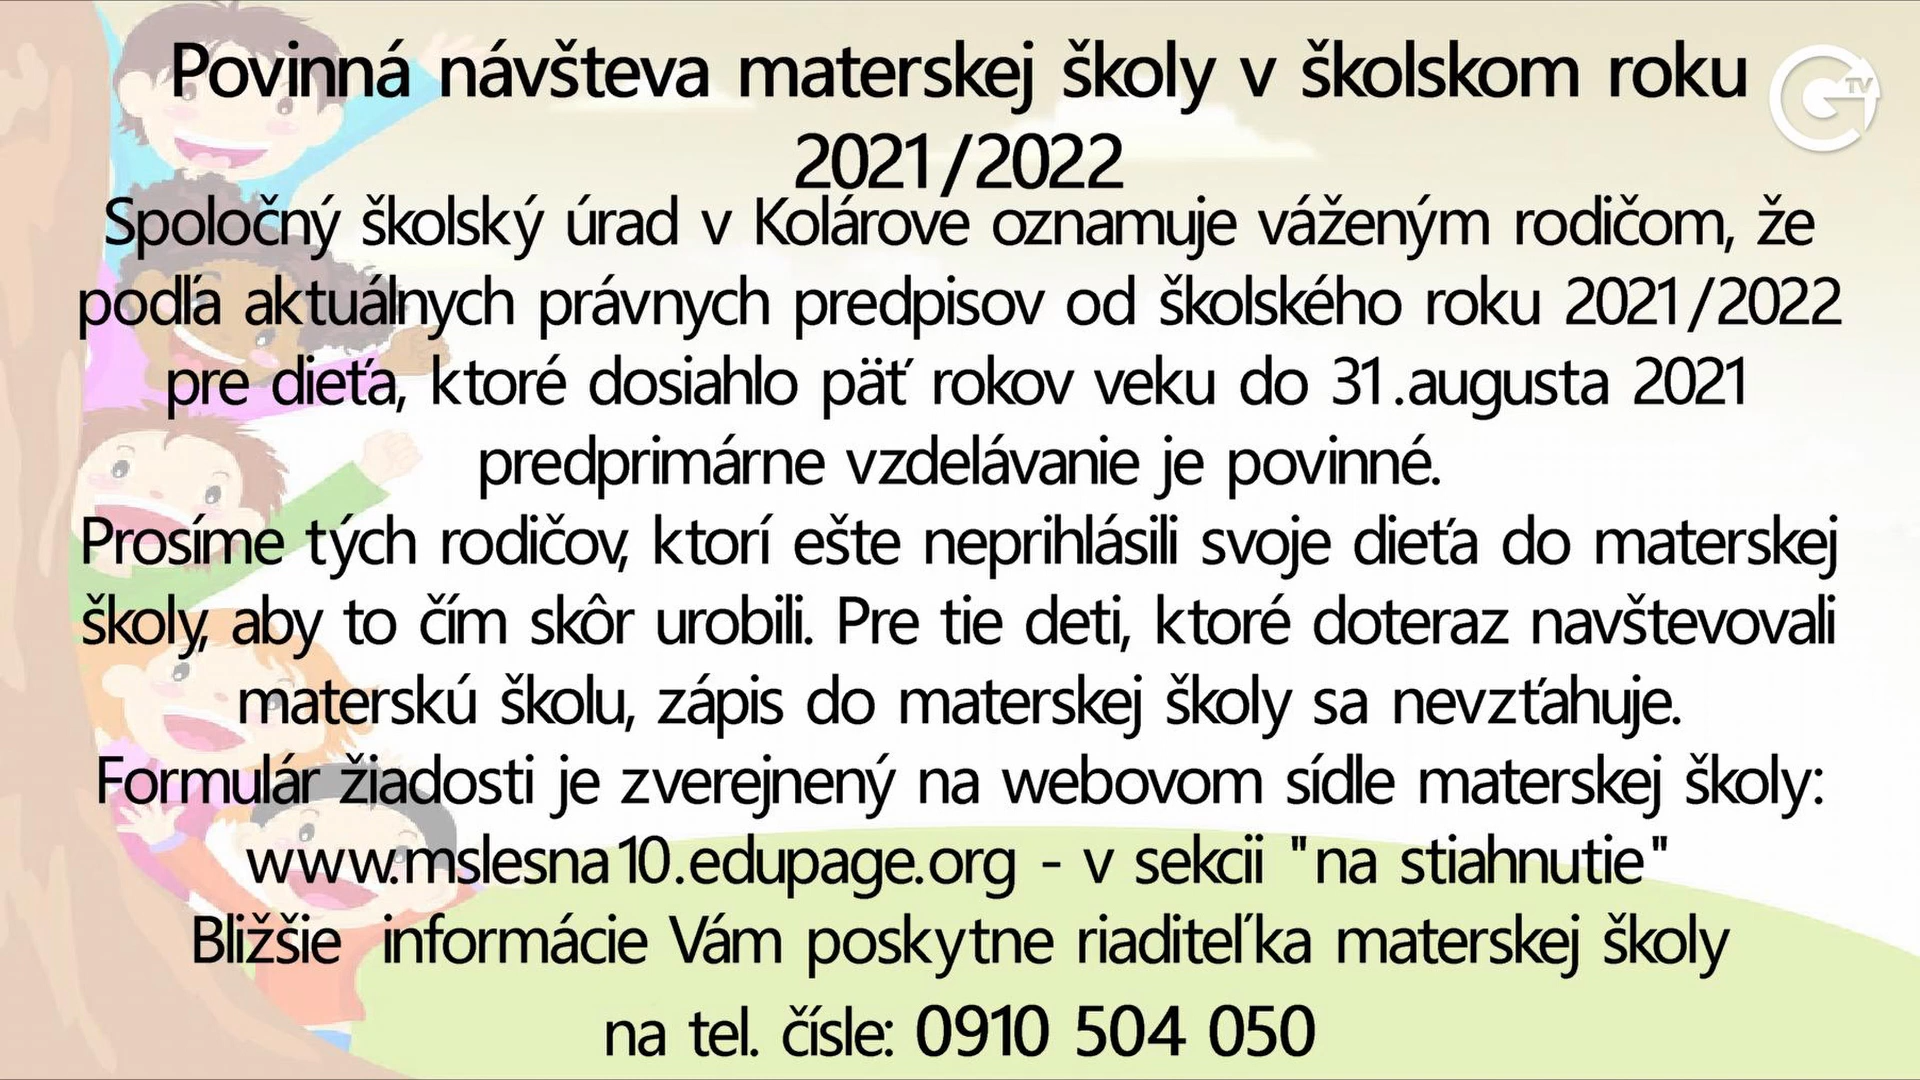 Povinná návšteva materskej školy v školskom roku
2021/2022
TV
Spoločný školský úrad v Kolárove oznamuje váženým rodičom, že
podľa aktuálnych právnych predpisov od školského roku 2021/2022
pre dieťa, ktoré dosiahlo päť rokov veku do 31.augusta 2021
predprimárne vzdelávanie je povinné.
Prosíme tých rodičov, ktorí ešte neprihlásili svoje dieťa do materskej
školy, aby to čím skôr urobili. Pre tie deti, ktoré doteraz navštevovali
materskú školu, zápis do materskej školy sa nevzťahuje.
Formulár žiadosti je zverejnený na webovom sídle materskej školy:
www.mslesna10.edupage.org - v sekcii "na stiahnutie"
Bližšie informácie Vám poskytne riaditeľka materskej školy
na tel. čísle: 0910 504 050